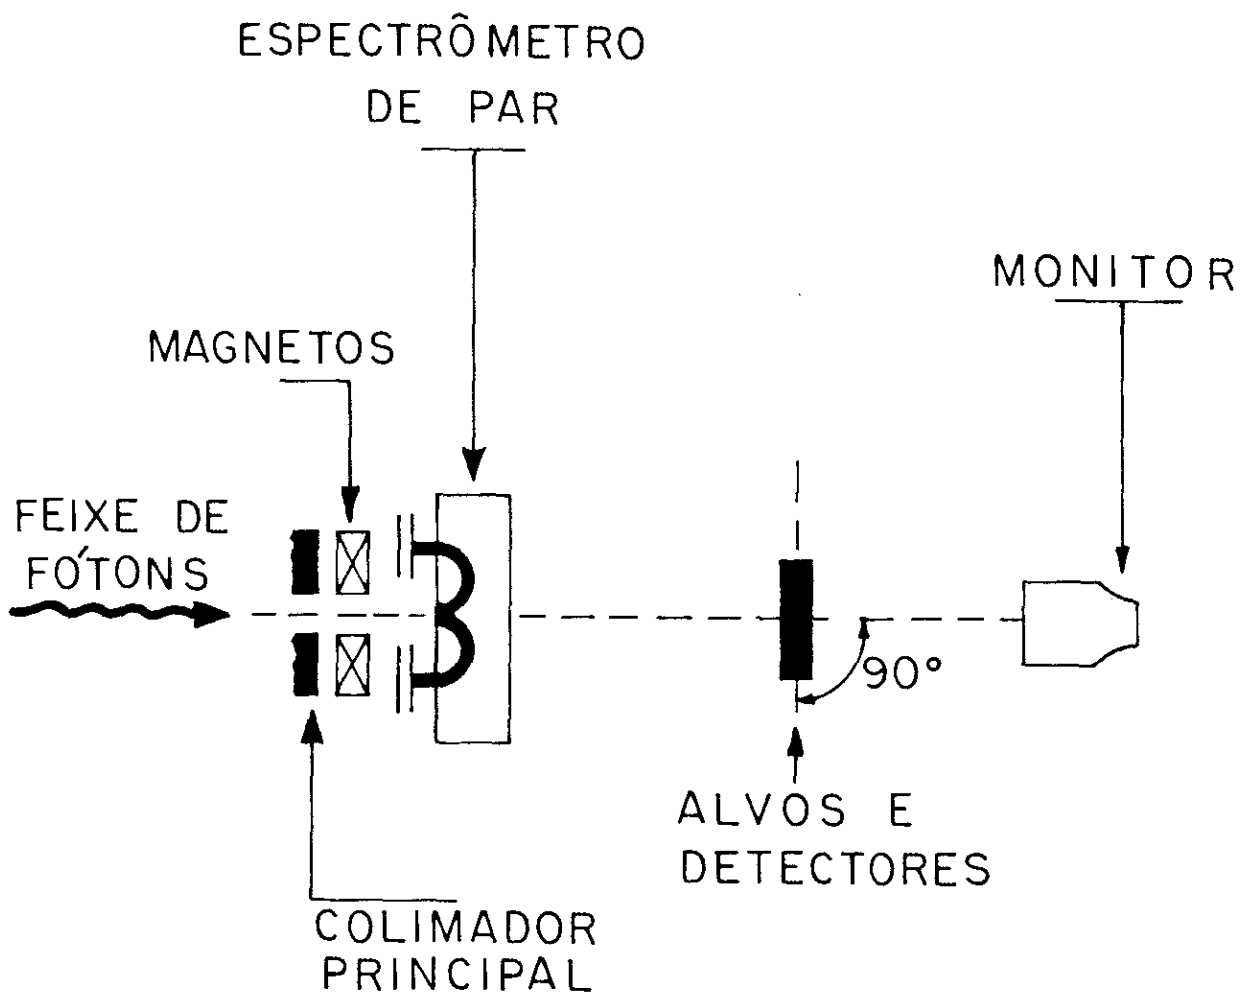 ESPECTRÔMETRO
DE PAR
MONITOR
MAGNETOS
FEIXE DE
FÓTONS
90°
ALVOS E
DETECTORES
COLIMADOR
PRINCIPAL